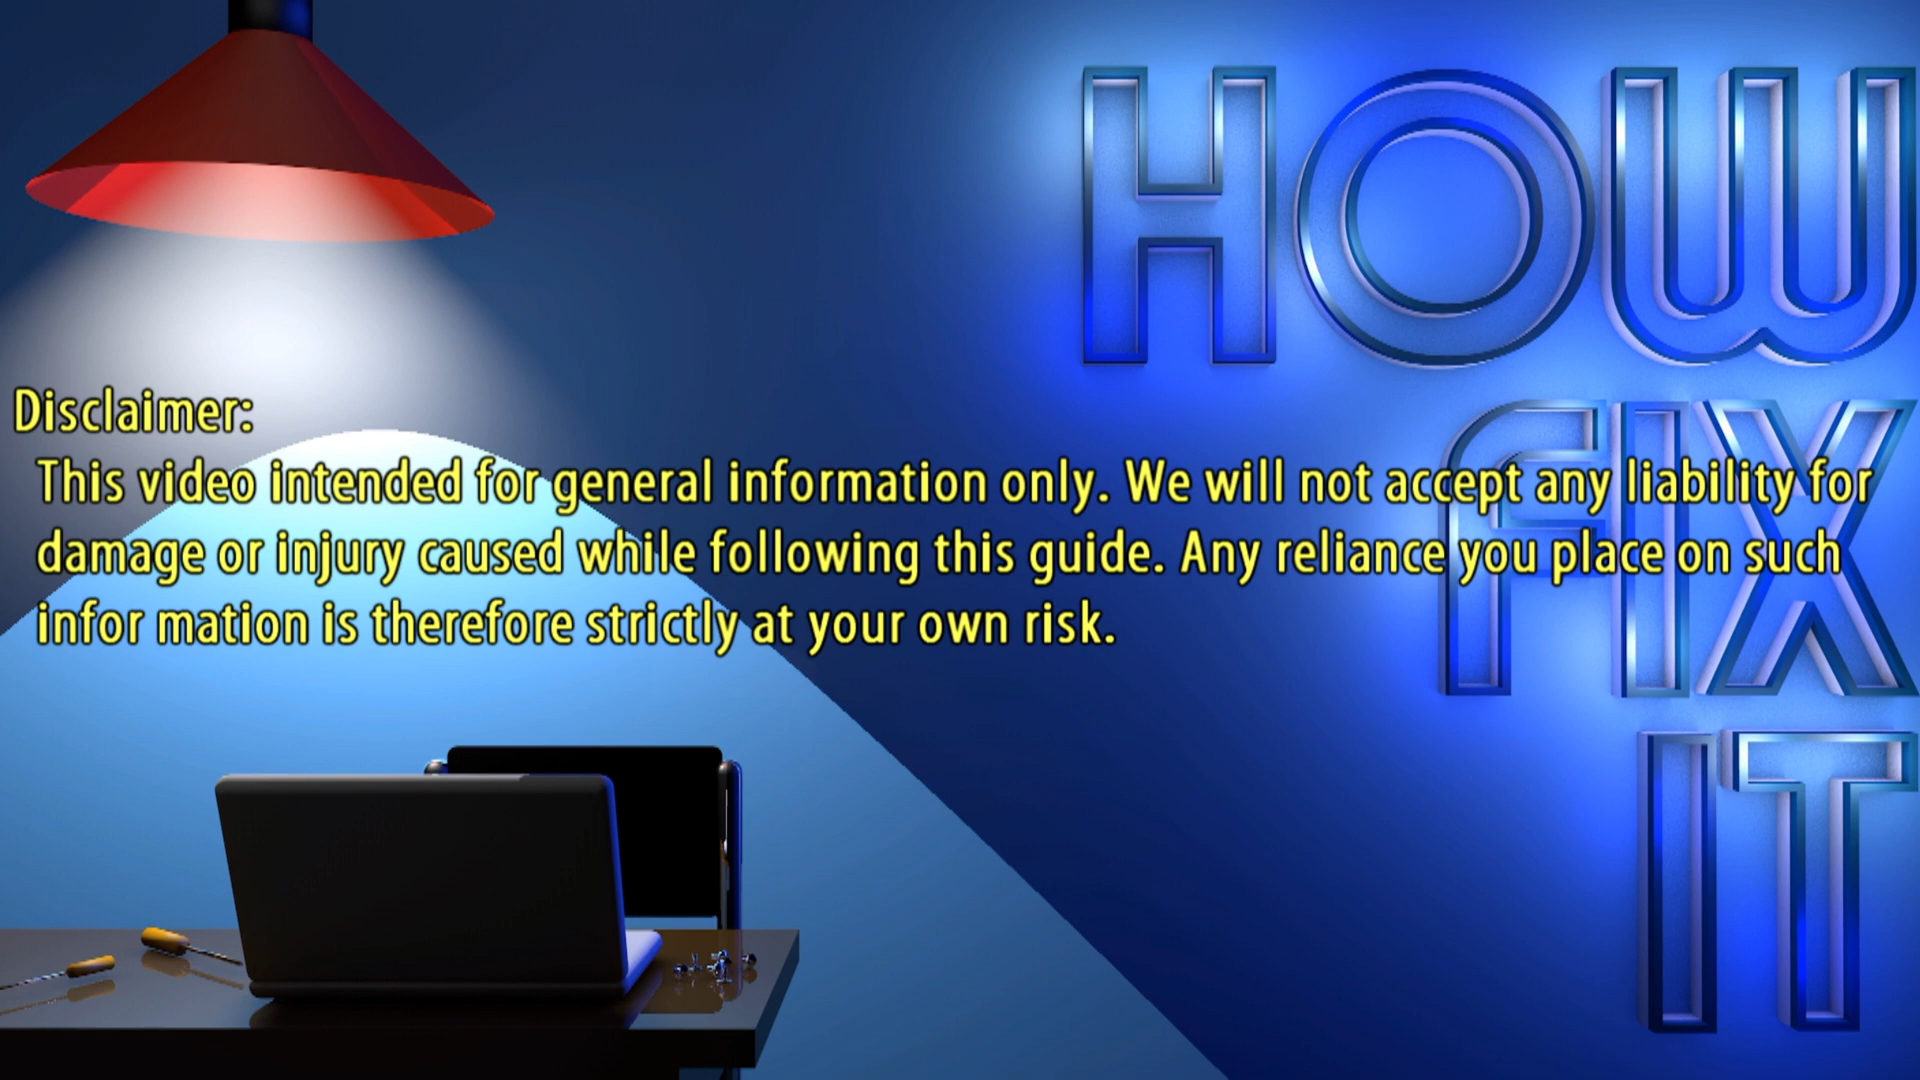 HOW
FIX
IT
Disclaimer:
This video intended for general information only. We will not accept any liability for
damage or injury caused while following this guide. Any reliance you place on such
infor mation is therefore strictly at your own risk.